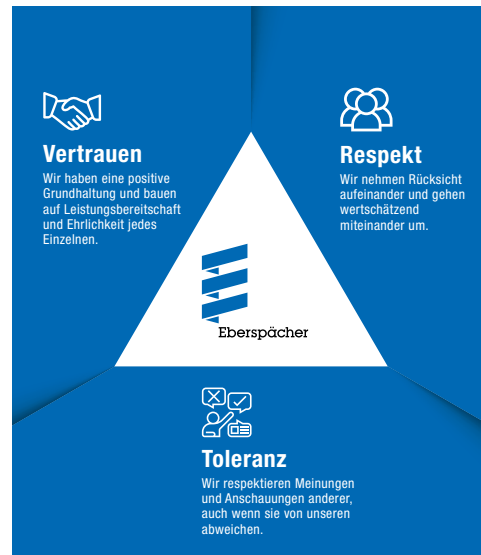 Vertrauen
Wir haben eine positive
Grundhaltung und bauen
auf Leistungsbereitschaft
und Ehrlichkeit jedes
Einzelnen.
Respekt
Wir nehmen Rücksicht
aufeinander und gehen
wertschätzend
miteinander um.
Eberspächer
Toleranz
Wir respektieren Meinungen
und Anschauungen anderer,
auch wenn sie von unseren
abweichen.